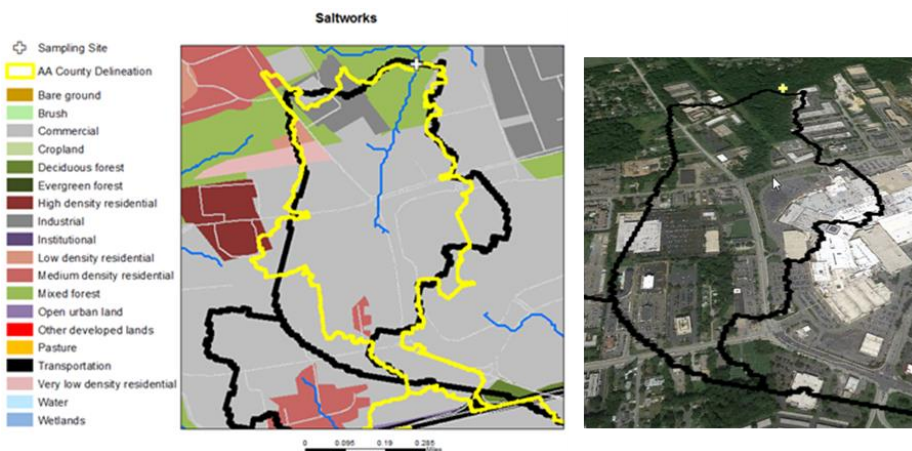 Saltworks
Sampling Site
AA County Delineation
Bare ground
Brush
Commercial
Cropland
Deciduous forest
Evergreen forest
High density residential
Industrial
Institutional
Low density residential
Medium density residential
Mixed forest
Open urban land
Other developed lands
Pasture
Transportation
Very low density residential
Water
Wetlands
0 0.095 0.19 0.285